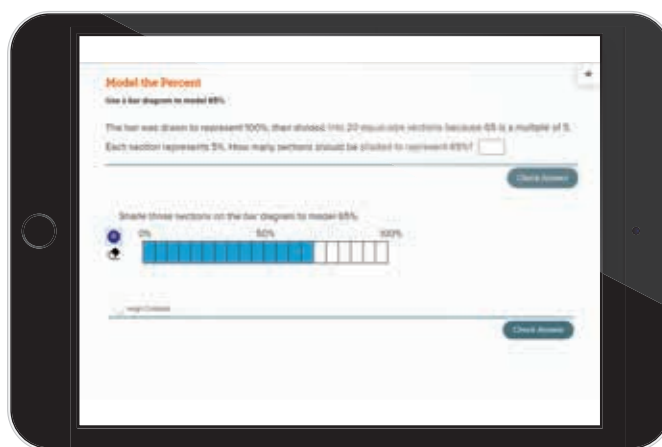 Model the Percent
Use a bar diagram to model 65%.
The bar was drawn to represent 100%, then divided into 20 equal-size sections because 65 is a multiple of 5.
Each section represents 5%. How many sections should be shaded to represent 65%?
Check Answer
Shade those sections on the bar diagram to model 65%.
0% 50% 100%
High Contrast
Check Answer